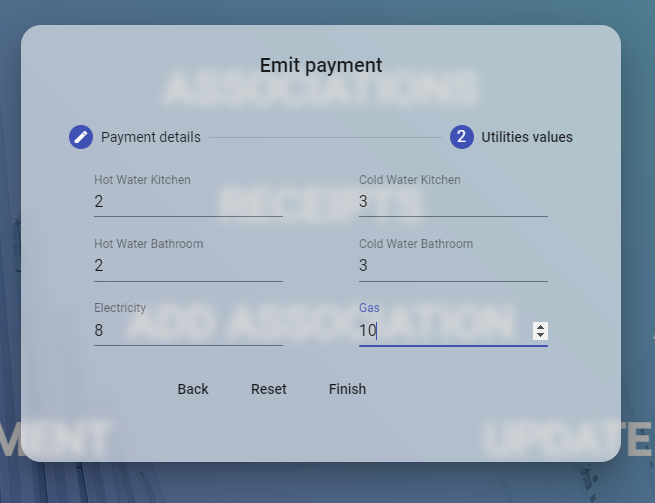 Emit payment
ASSOCIATIONS
Payment details
2 Utilities values
Hot Water Kitchen
Cold Water Kitchen
2
3
RECEIPTS
Hot Water Bathroom
Cold Water Bathroom
2
3
Electricity
Gas
ADD ASSOCIATION
8
10
Back Reset Finish
MENT
UPDATE